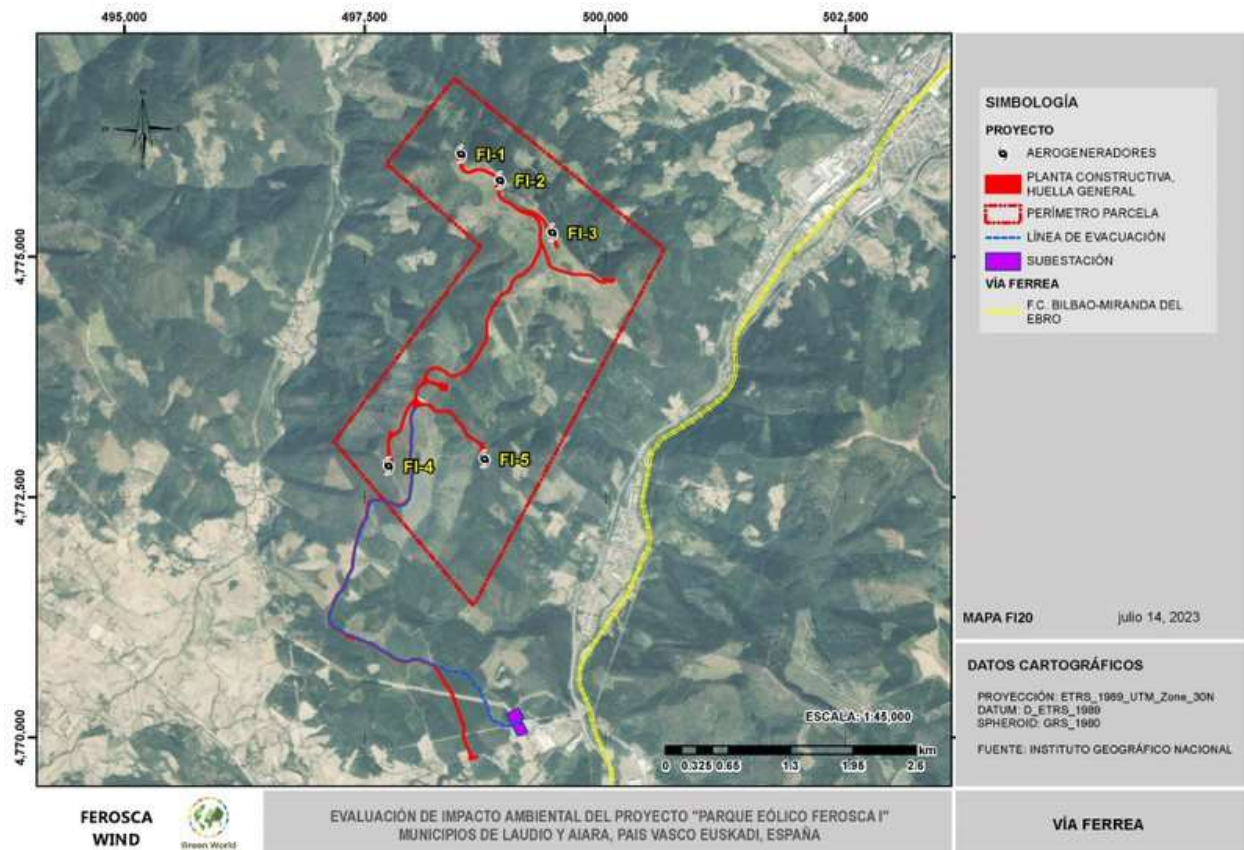 495,000
497,500
500,000
502,500
4,775,000
4,772,500
4,770,000
FI-1
FI-2
FI-3
FI-4
FI-5
ESCALA: 1:45,000
km
0 0.325 0.65 1.3 1.95 2.6
SIMBOLOGÍA
PROYECTO
AEROGENERADORES
PLANTA CONSTRUCTIVA,
HUELLA GENERAL
PERÍMETRO PARCELA
LÍNEA DE EVACUACIÓN
SUBESTACIÓN
VÍA FERREA
F.C. BILBAO-MIRANDA DEL
EBRO
MAPA FI20 julio 14, 2023
DATOS CARTOGRÁFICOS
PROYECCIÓN: ETRS_1989_UTM_Zone_30N
DATUM: D_ETRS_1989
SPHEROID: GRS_1980
FUENTE: INSTITUTO GEOGRÁFICO NACIONAL
FEROSCA
WIND
Green World
EVALUACIÓN DE IMPACTO AMBIENTAL DEL PROYECTO "PARQUE EÓLICO FEROSCA I"
MUNICIPIOS DE LAUDIO Y AIARA, PAIS VASCO EUSKADI, ESPAÑA
VÍA FERREA